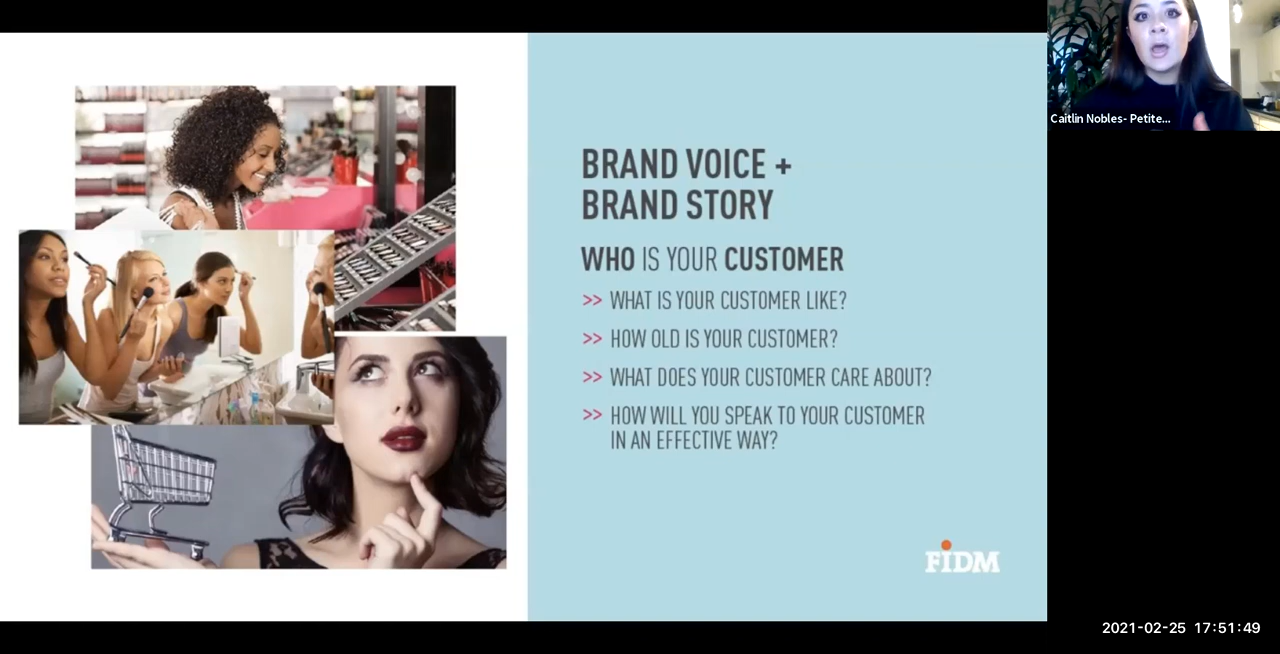 Caitlin Nobles- Petite...
BRAND VOICE +
BRAND STORY
WHO IS YOUR CUSTOMER
>> WHAT IS YOUR CUSTOMER LIKE?
>> HOW OLD IS YOUR CUSTOMER?
>> WHAT DOES YOUR CUSTOMER CARE ABOUT?
>> HOW WILL YOU SPEAK TO YOUR CUSTOMER
IN AN EFFECTIVE WAY?
FIDM
2021-02-25 17:51:49